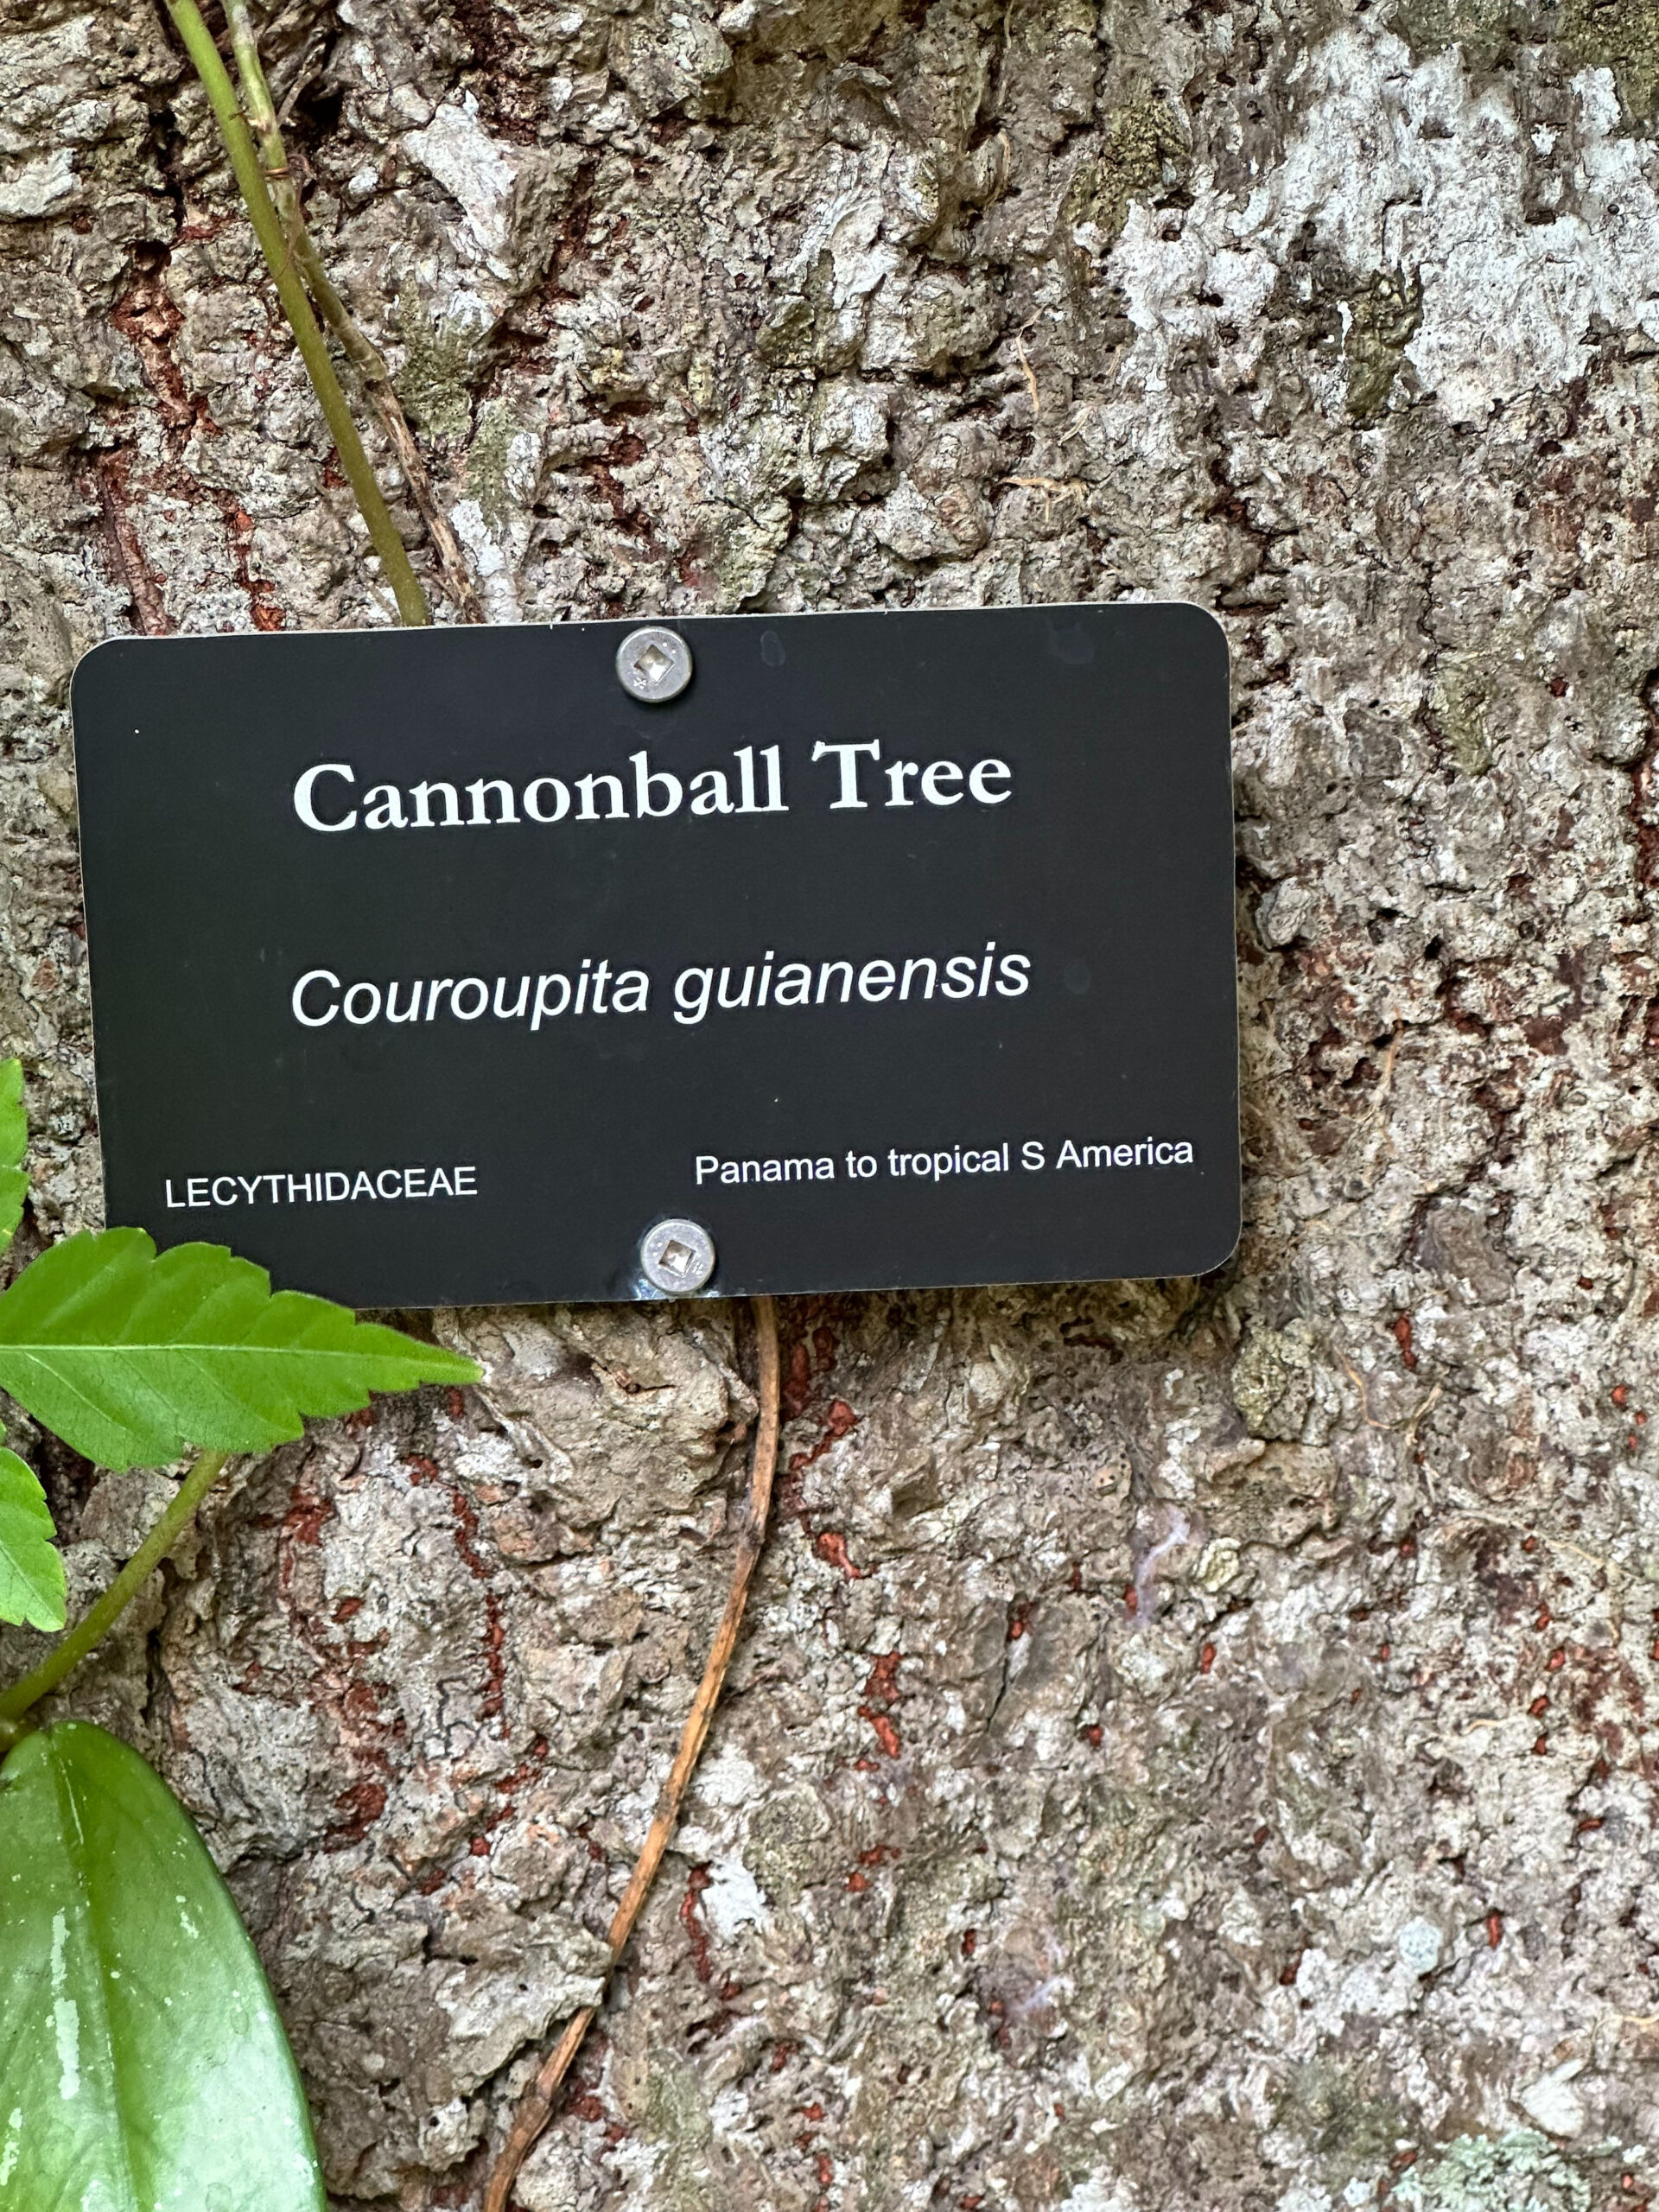 Cannonball Tree
Couroupita guianensis
LECYTHIDACEAE
Panama to tropical S America